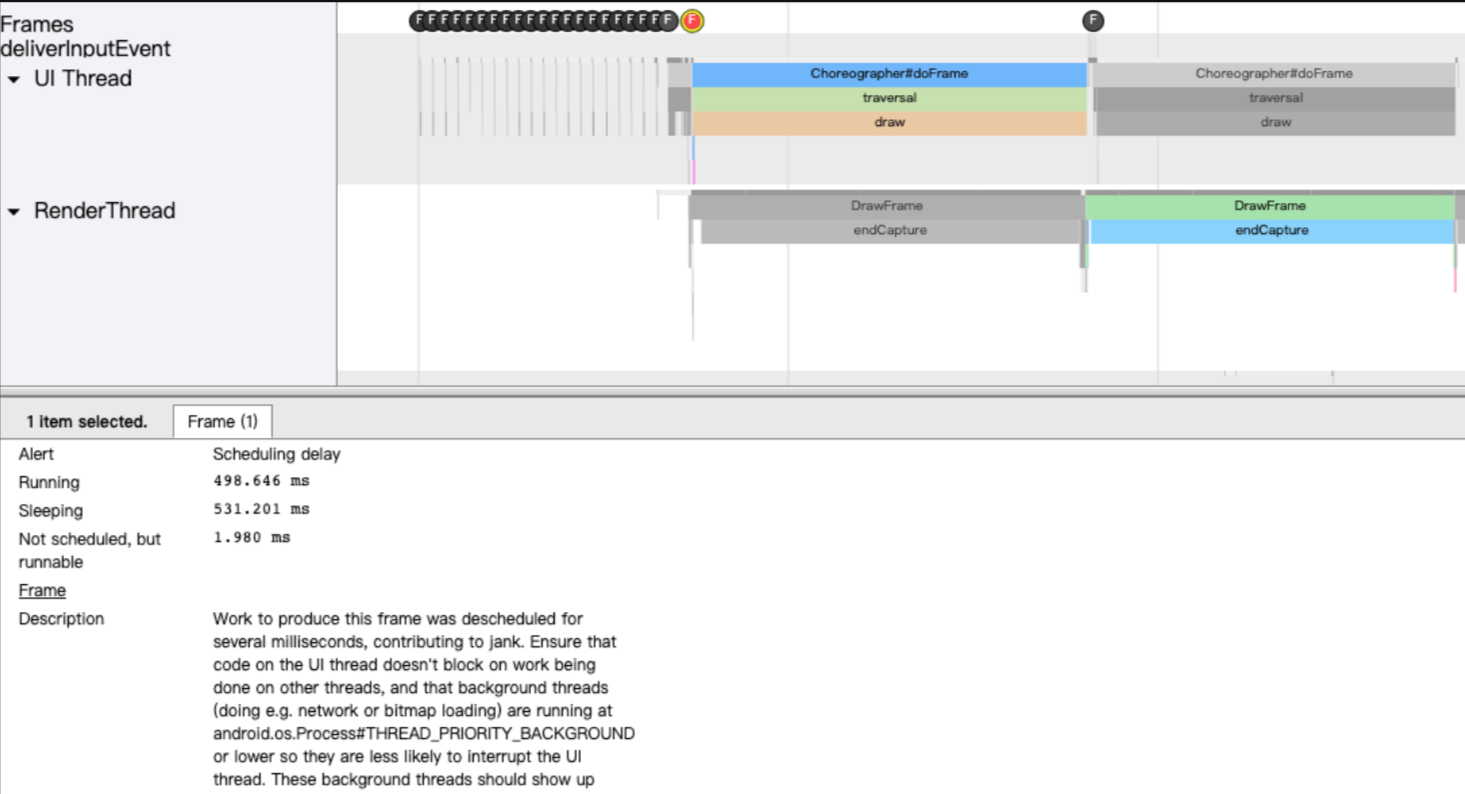 Frames
F F F F F F F F F F F F F F F F F F F F F F F F
deliverInputEvent
UI Thread
Choreographer#doFrame Choreographer#doFrame
traversal traversal
draw draw
RenderThread
DrawFrame DrawFrame
endCapture endCapture
1 item selected. Frame (1)
Alert Scheduling delay
Running 498.646 ms
Sleeping 531.201 ms
Not scheduled, but 1.980 ms
runnable
Frame
Description Work to produce this frame was descheduled for
several milliseconds, contributing to jank. Ensure that
code on the UI thread doesn't block on work being
done on other threads, and that background threads
(doing e.g. network or bitmap loading) are running at
android.os.Process#THREAD_PRIORITY_BACKGROUND
or lower so they are less likely to interrupt the UI
thread. These background threads should show up